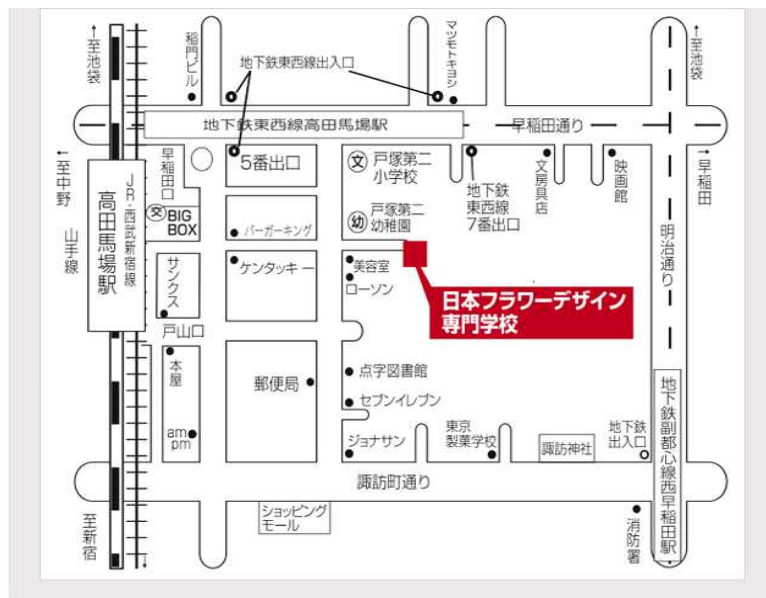 ←至池袋
稲門ビル
地下鉄東西線出入口
マツモトキヨシ
←至池袋
地下鉄東西線高田馬場駅
早稲田通り
←至中野
山手線
高田馬場駅
JR・西武新宿線
早稲田口
5番出口
文
戸塚第二
小学校
地下鉄
東西線
7番出口
文房具店
映画館
→早稲田
交
BIG
BOX
バーガーキング
幼
戸塚第二
幼稚園
明治通り
サンクス
ケンタッキー
美容室
ローソン
日本フラワーデザイン
専門学校
戸山口
本屋
郵便局
点字図書館
セブンイレブン
am
pm
ジョナサン
東京
製菓学校
諏訪神社
地下鉄
出入口
地下鉄副都心線西早稲田駅
諏訪町通り
至新宿
ショッピング
モール
消防署